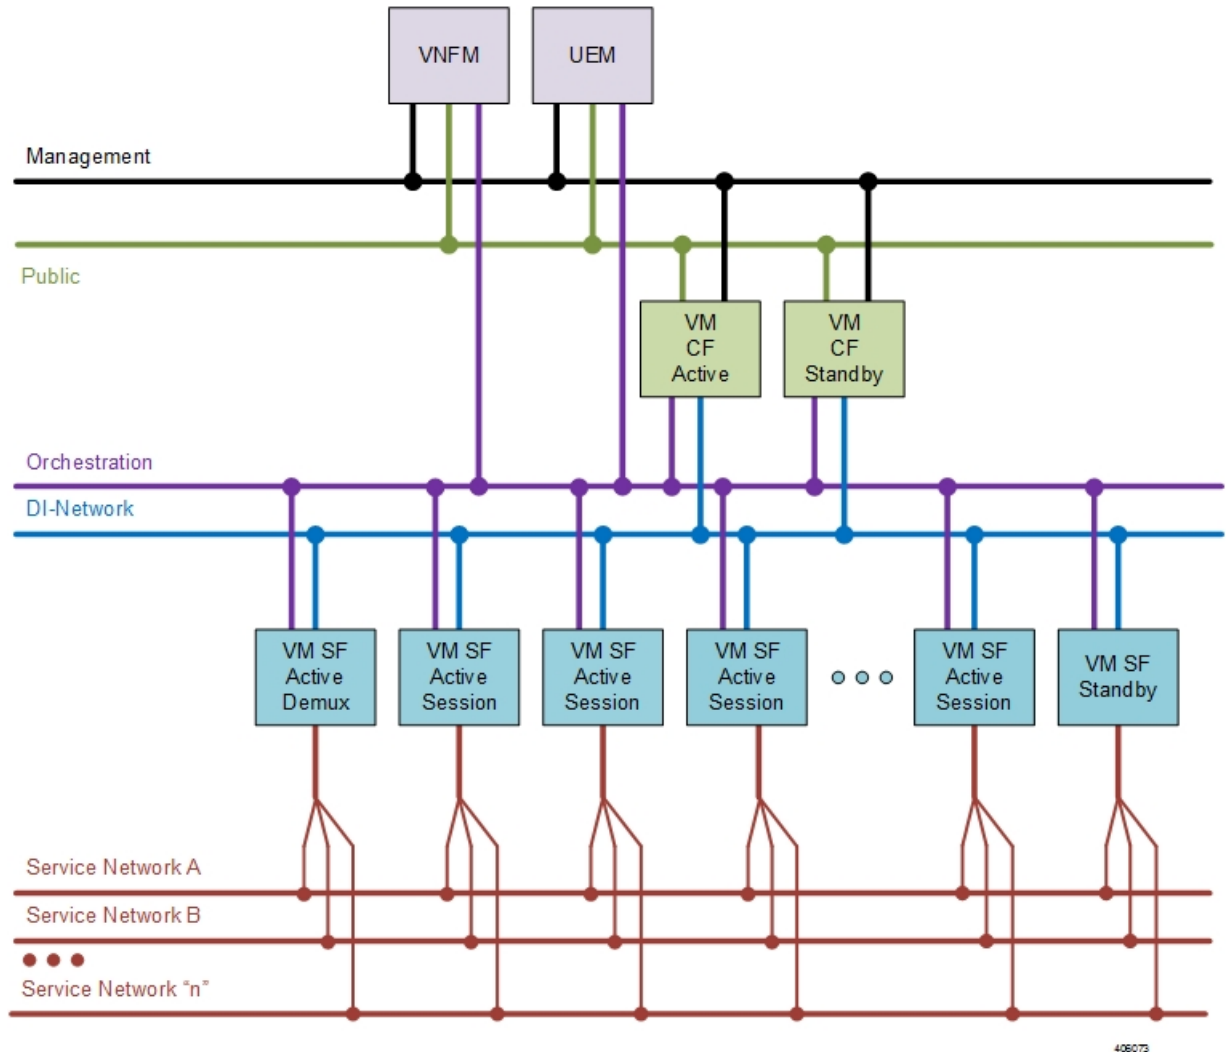 VNFM
UEM
Management
Public
VM
CF
Active
VM
CF
Standby
Orchestration
DI-Network
VM SF
Active
Demux
VM SF
Active
Session
VM SF
Active
Session
VM SF
Active
Session
VM SF
Active
Session
VM SF
Standby
Service Network A
Service Network B
Service Network “n”
406073